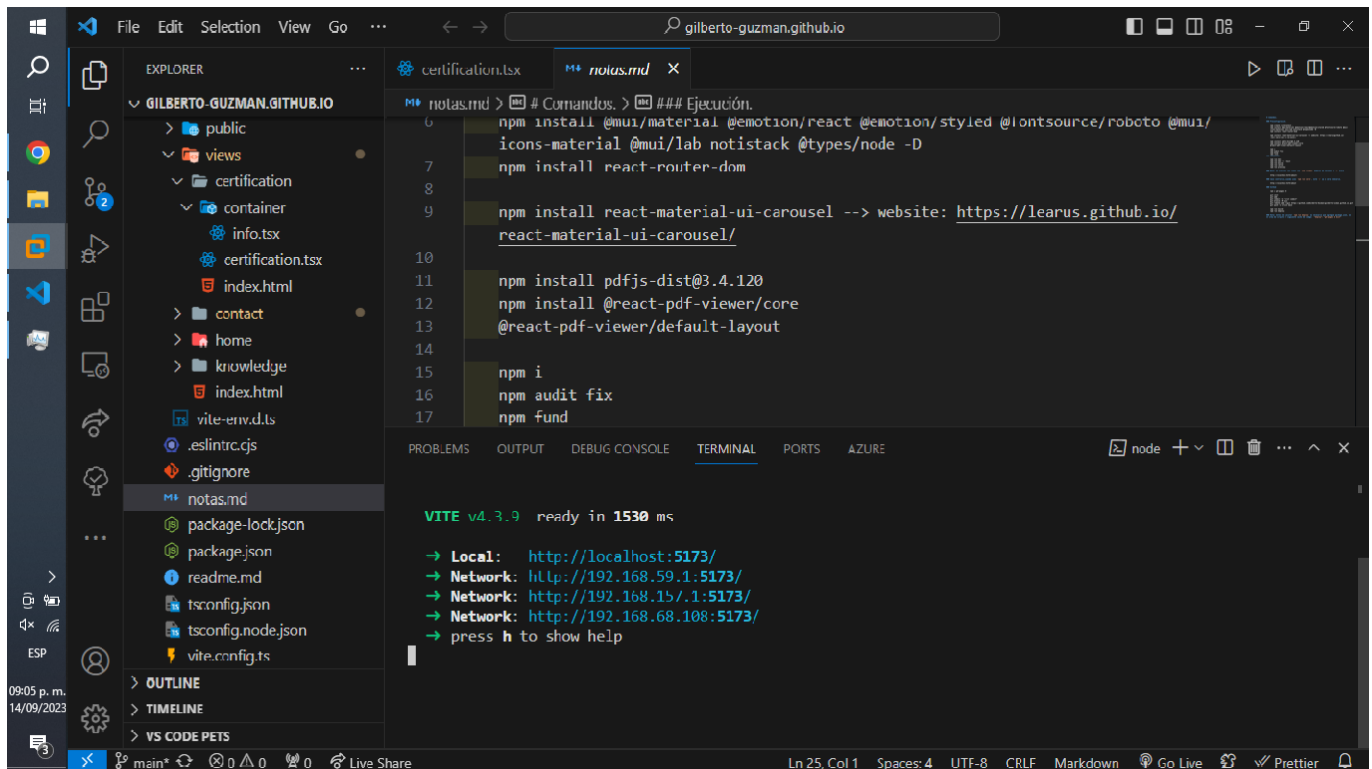 File Edit Selection View Go ···
gilberto-guzman.github.io
EXPLORER ···
GILBERTO-GUZMAN.GITHUB.IO
public
views
certification
container
info.tsx
certification.tsx
index.html
contact
home
knowledge
index.html
TS vite-env.d.ts
.eslintrc.cjs
.gitignore
notas.md
package-lock.json
package.json
readme.md
tsconfig.json
tsconfig.node.json
vite.config.ts
OUTLINE
TIMELINE
VS CODE PETS
certification.tsx
notas.md
notas.md > # Comandos. > ### Ejecución.
6 npm install @mui/material @emotion/react @emotion/styled @fontsource/roboto @mui/
icons-material @mui/lab notistack @types/node -D
7 npm install react-router-dom
8
9 npm install react-material-ui-carousel --> website: https://learus.github.io/
react-material-ui-carousel/
10
11 npm install pdfjs-dist@3.4.120
12 npm install @react-pdf-viewer/core
13 @react-pdf-viewer/default-layout
14
15 npm i
16 npm audit fix
17 npm fund
PROBLEMS OUTPUT DEBUG CONSOLE TERMINAL PORTS AZURE
node
VITE v4.3.9 ready in 1530 ms
→ Local: http://localhost:5173/
→ Network: http://192.168.59.1:5173/
→ Network: http://192.168.157.1:5173/
→ Network: http://192.168.68.108:5173/
→ press h to show help
2
ESP
09:05 p. m.
14/09/2023
3
main* 0 0 0 Live Share
Ln 25, Col 1 Spaces: 4 UTF-8 CRLF Markdown Go Live Prettier